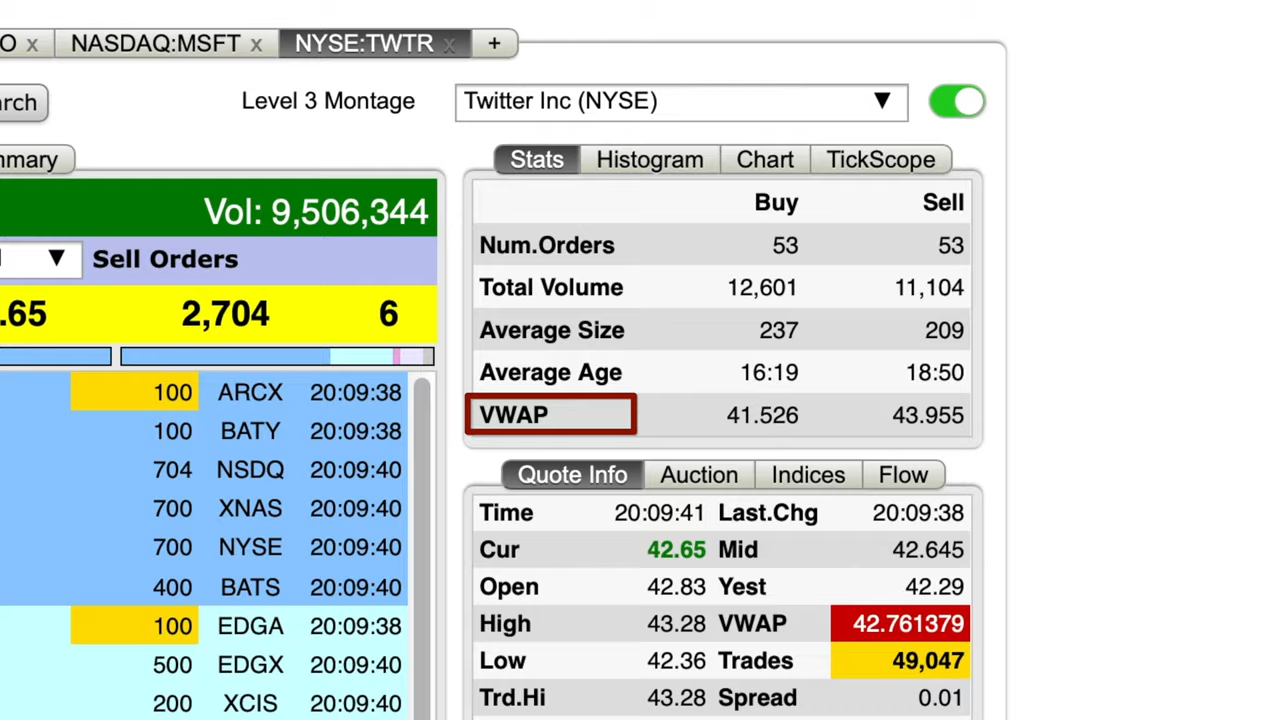 O x NASDAQ:MSFT x NYSE:TWTR x +
arch Level 3 Montage Twitter Inc (NYSE) ▼
mmary Stats Histogram Chart TickScope
Vol: 9,506,344
▼ Sell Orders
.65 2,704 6
100 ARCX 20:09:38
100 BATY 20:09:38
704 NSDQ 20:09:40
700 XNAS 20:09:40
700 NYSE 20:09:40
400 BATS 20:09:40
100 EDGA 20:09:38
500 EDGX 20:09:40
200 XCIS 20:09:40
Buy Sell
Num.Orders 53 53
Total Volume 12,601 11,104
Average Size 237 209
Average Age 16:19 18:50
VWAP 41.526 43.955
Quote Info Auction Indices Flow
Time 20:09:41 Last.Chg 20:09:38
Cur 42.65 Mid 42.645
Open 42.83 Yest 42.29
High 43.28 VWAP 42.761379
Low 42.36 Trades 49,047
Trd.Hi 43.28 Spread 0.01